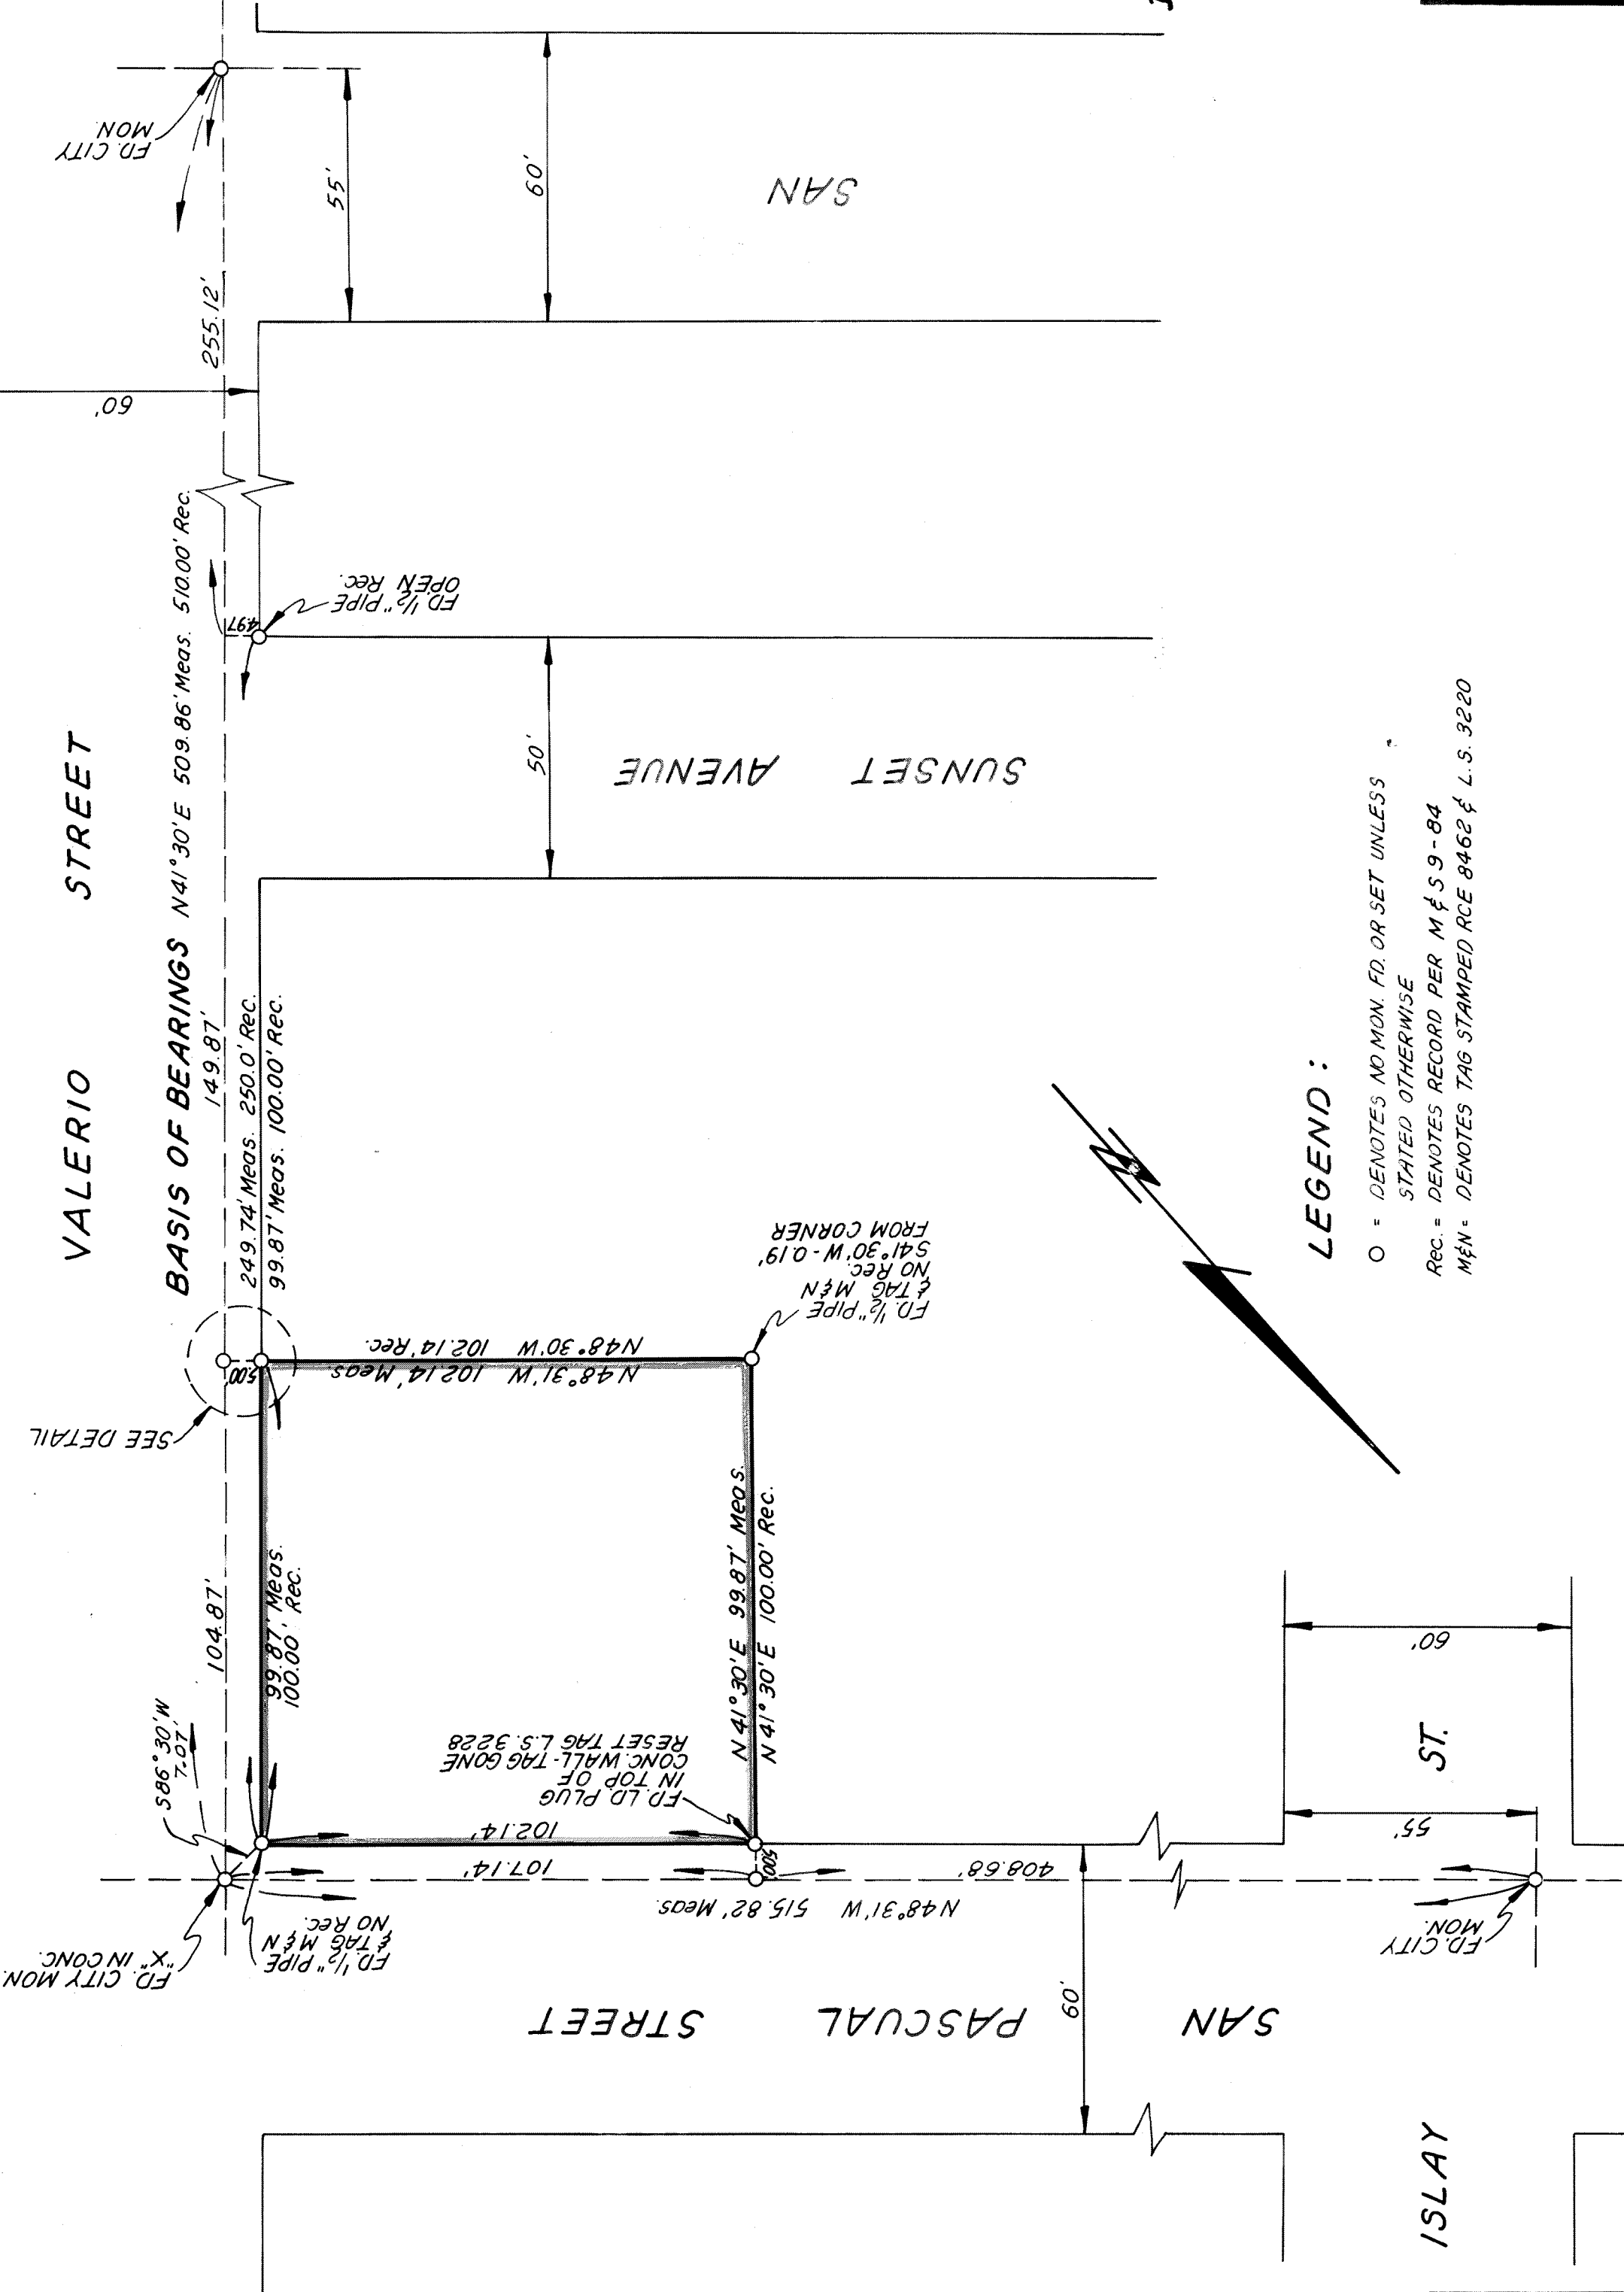 VALERIO STREET
BASIS OF BEARINGS N41°30'E 509.86' Meas. 510.00' Rec.
104.87'
149.87'
255.12'
249.74' Meas. 250.0' Rec.
99.87' Meas. 100.00' Rec.
99.87' Meas.
100.00' Rec.
S86°30'W
7.07'
FD. CITY MON.
"X" IN CONC.
FD. 1/2" PIPE
& TAG M&N
NO Rec.
SEE DETAIL
5.00'
N48°30'W 102.14' Rec.
N48°31'W 102.14' Meas.
FD. 1/2" PIPE
& TAG M&N
NO Rec.
S41°30'W - 0.19'
FROM CORNER
N41°30'E 99.87' Meas.
N41°30'E 100.00' Rec.
FD. LD. PLUG
IN TOP OF
CONC. WALL-TAG GONE
RESET TAG L.S. 3228
102.14'
107.14'
5.00'
408.68'
N48°31'W 515.82' Meas.
SAN PASCUAL STREET
60'
FD. CITY
MON.
55'
60'
ISLAY ST.
4.97
FD. 1/2" PIPE
OPEN Rec.
50'
SUNSET AVENUE
60'
FD. CITY
MON
55'
60'
SAN
N
LEGEND:
O = DENOTES NO MON. FD. OR SET UNLESS
STATED OTHERWISE
Rec. = DENOTES RECORD PER M & S 9-84
M&N = DENOTES TAG STAMPED RCE 8462 & L.S. 3220